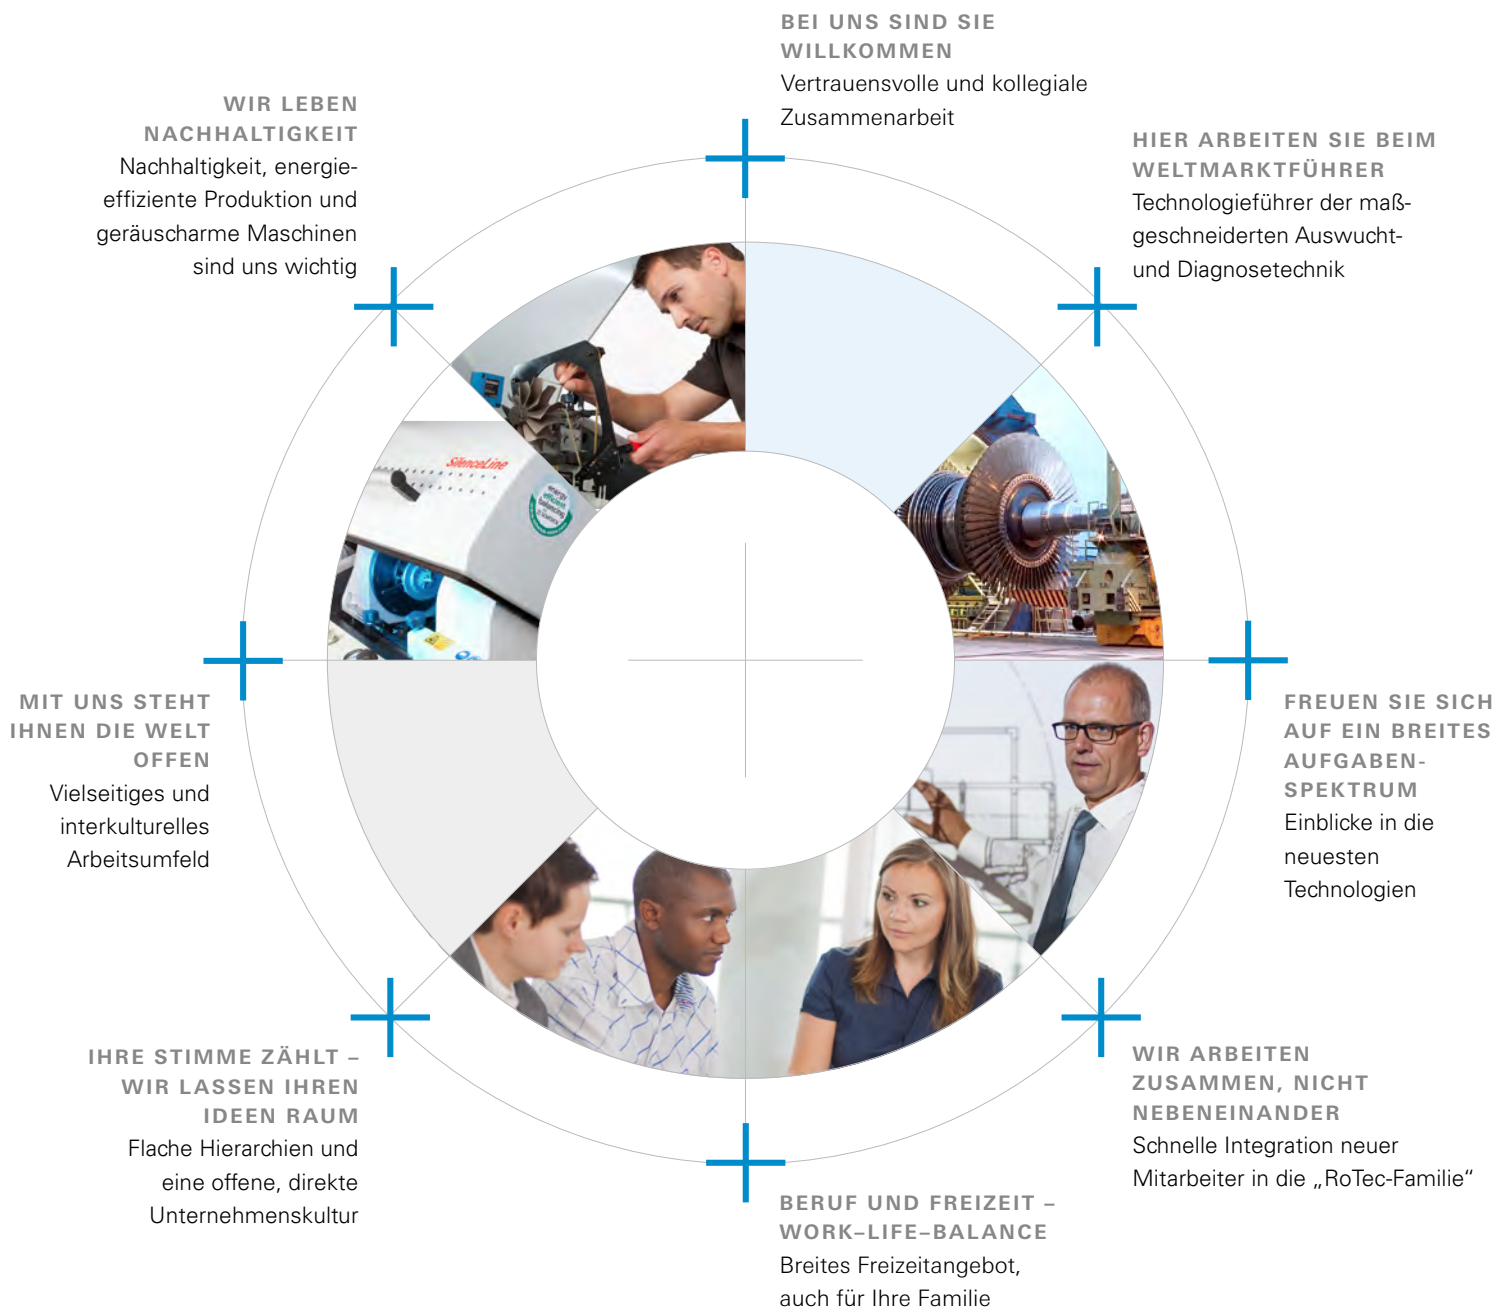 BEI UNS SIND SIE
WILLKOMMEN
Vertrauensvolle und kollegiale
Zusammenarbeit
HIER ARBEITEN SIE BEIM
WELTMARKTFÜHRER
Technologieführer der maß-
geschneiderten Auswucht-
und Diagnosetechnik
FREUEN SIE SICH
AUF EIN BREITES
AUFGABEN-
SPEKTRUM
Einblicke in die
neuesten
Technologien
WIR ARBEITEN
ZUSAMMEN, NICHT
NEBENEINANDER
Schnelle Integration neuer
Mitarbeiter in die „RoTec-Familie“
BERUF UND FREIZEIT –
WORK–LIFE–BALANCE
Breites Freizeitangebot,
auch für Ihre Familie
IHRE STIMME ZÄHLT –
WIR LASSEN IHREN
IDEEN RAUM
Flache Hierarchien und
eine offene, direkte
Unternehmenskultur
MIT UNS STEHT
IHNEN DIE WELT
OFFEN
Vielseitiges und
interkulturelles
Arbeitsumfeld
WIR LEBEN
NACHHALTIGKEIT
Nachhaltigkeit, energie-
effiziente Produktion und
geräuscharme Maschinen
sind uns wichtig
SilenceLine
energy
efficient
balancing